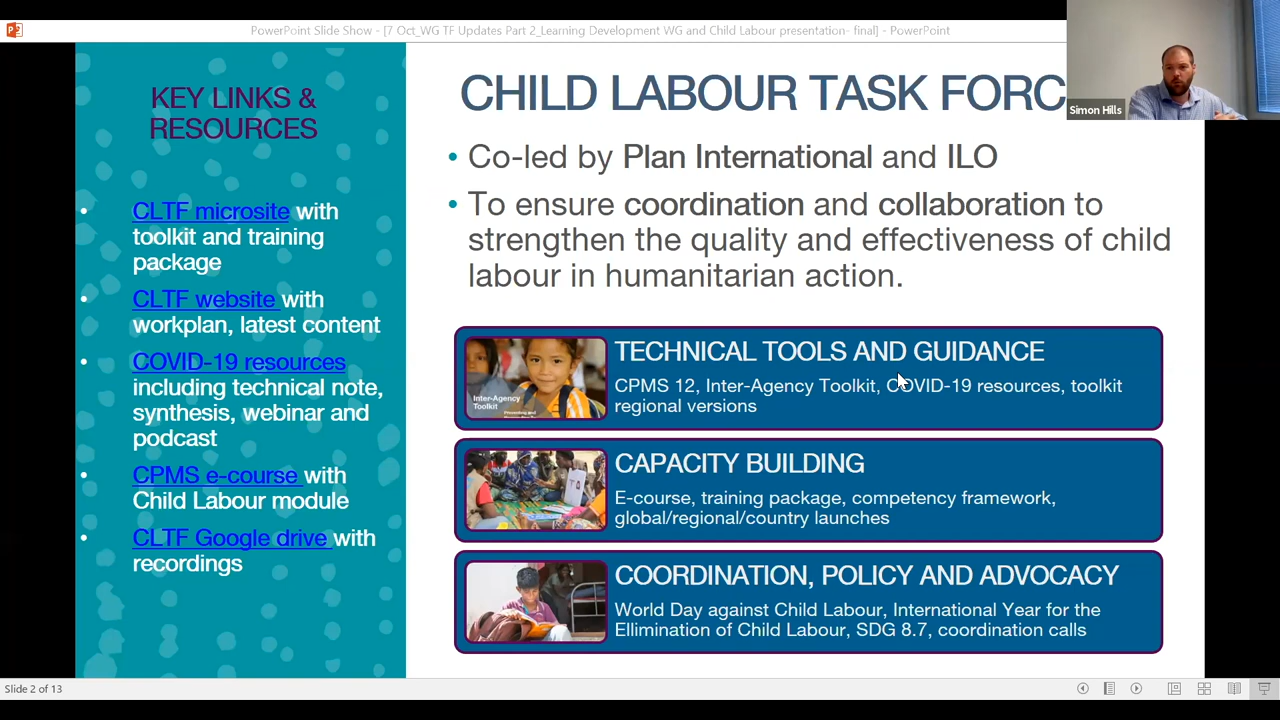 PowerPoint Slide Show - [7 Oct_WG TF Updates Part 2_Learning Development WG and Child Labour presentation- final] - PowerPoint
Simon Hills
KEY LINKS &
RESOURCES
• CLTF microsite with
toolkit and training
package
• CLTF website with
workplan, latest content
• COVID-19 resources
including technical note,
synthesis, webinar and
podcast
• CPMS e-course with
Child Labour module
• CLTF Google drive with
recordings
CHILD LABOUR TASK FORC
• Co-led by Plan International and ILO
• To ensure coordination and collaboration to
strengthen the quality and effectiveness of child
labour in humanitarian action.
Inter-Agency
Toolkit
TECHNICAL TOOLS AND GUIDANCE
CPMS 12, Inter-Agency Toolkit, COVID-19 resources, toolkit
regional versions
CAPACITY BUILDING
E-course, training package, competency framework,
global/regional/country launches
COORDINATION, POLICY AND ADVOCACY
World Day against Child Labour, International Year for the
Ellimination of Child Labour, SDG 8.7, coordination calls
Slide 2 of 13